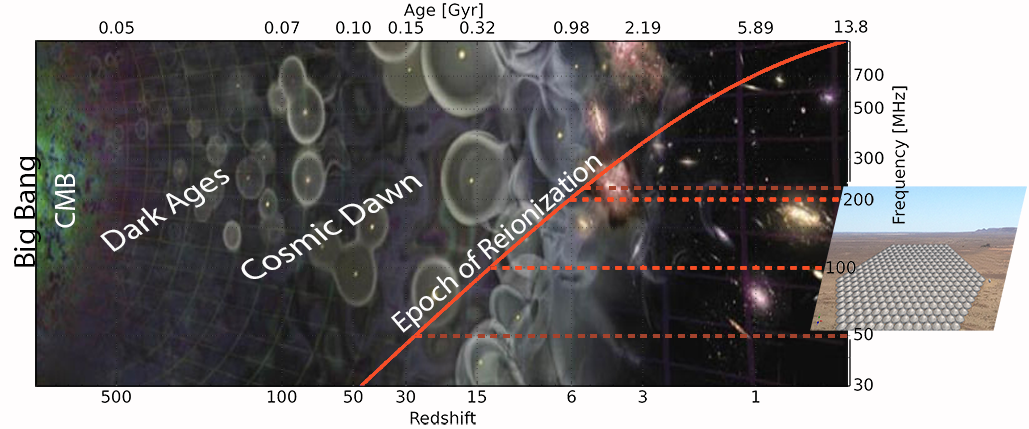 Age [Gyr]
0.05 0.07 0.10 0.15 0.32 0.98 2.19 5.89 13.8
Big Bang
CMB
Dark Ages
Cosmic Dawn
Epoch of Reionization
700
500
300
200
100
50
30
Frequency [MHz]
500 100 50 30 15 6 3 1
Redshift